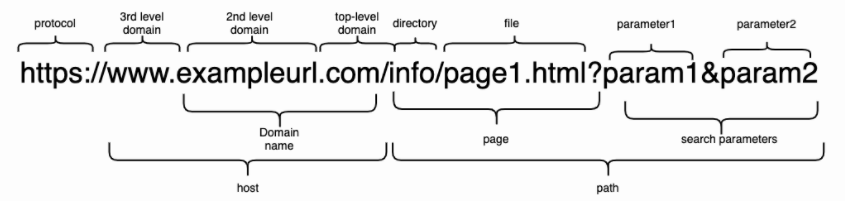 protocol
3rd level
domain
2nd level
domain
top-level
domain
directory
file
parameter1
parameter2
https://www.exampleurl.com/info/page1.html?param1&param2
Domain
name
page
search parameters
host
path